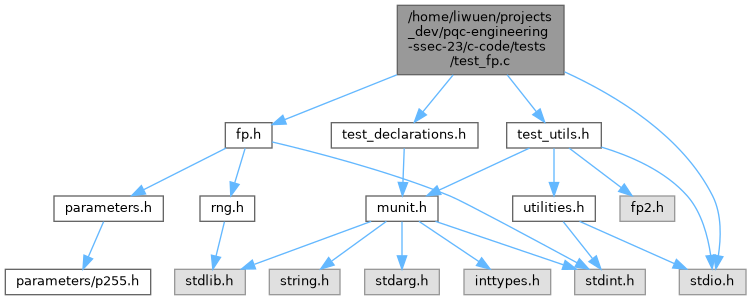 /home/liwuen/projects
_dev/pqc-engineering
-ssec-23/c-code/tests
/test_fp.c
fp.h
test_declarations.h
test_utils.h
parameters.h
rng.h
munit.h
utilities.h
fp2.h
parameters/p255.h
stdlib.h
string.h
stdarg.h
inttypes.h
stdint.h
stdio.h